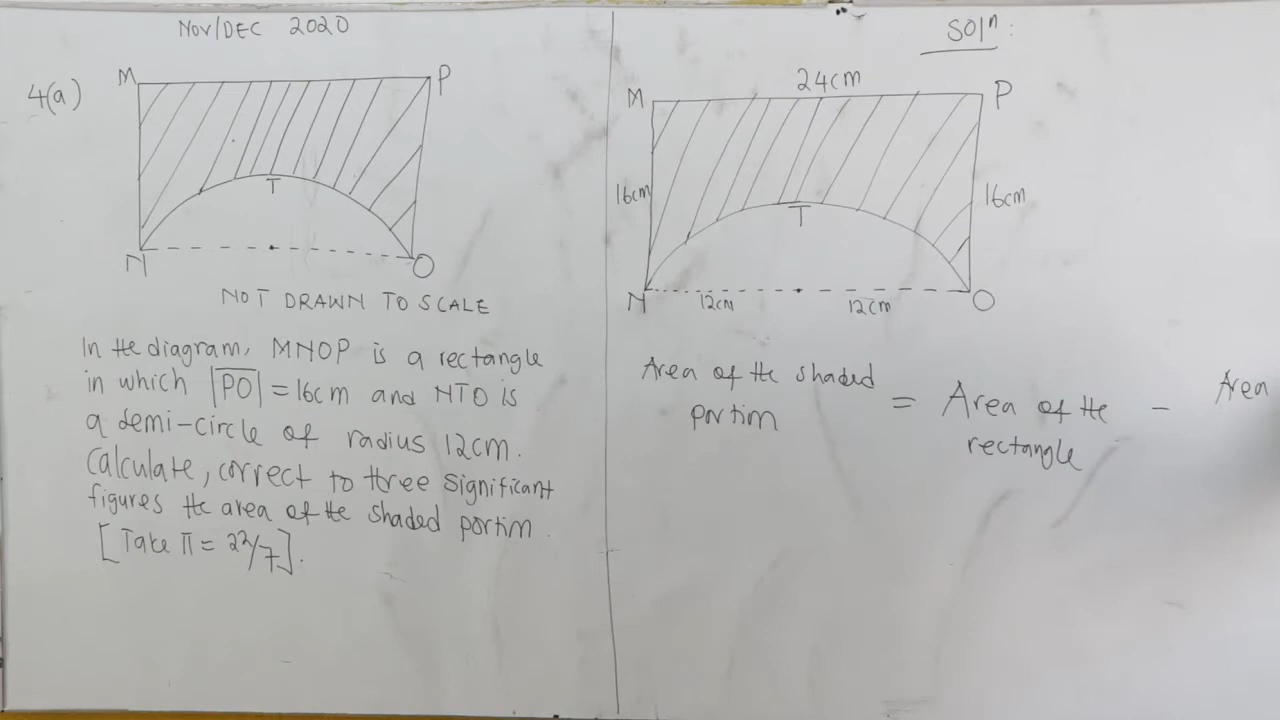 NOV/DEC 2020
4(a)
M
P
T
N
O
NOT DRAWN TO SCALE
In the diagram, MNOP is a rectangle
in which |PO| = 16cm and NTO is
a semi-circle of radius 12cm.
Calculate, correct to three significant
figures the area of the shaded portion.
[Take π = 22/7].
Soln:
24cm
M
P
16cm
16cm
T
N
12cm
12cm
O
Area of the shaded portion = Area of the rectangle - Area